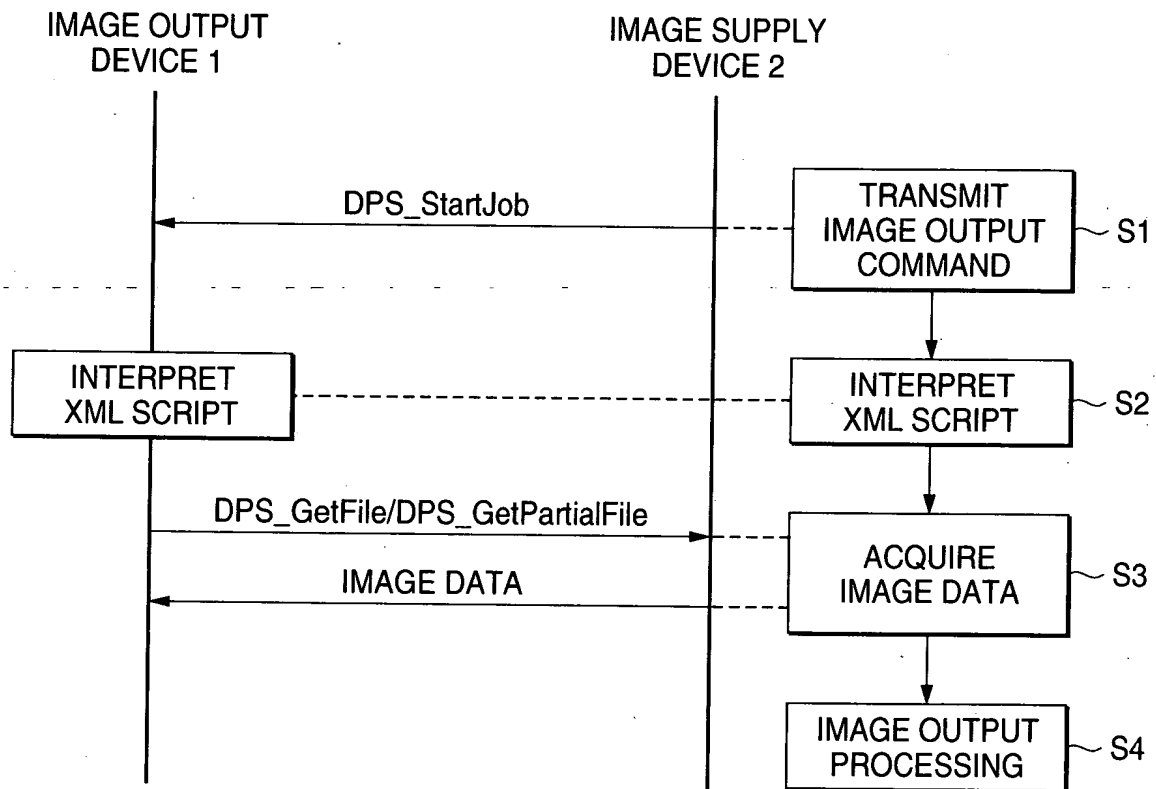 IMAGE OUTPUT
DEVICE 1
IMAGE SUPPLY
DEVICE 2
DPS_StartJob
TRANSMIT
IMAGE OUTPUT
COMMAND
S1
INTERPRET
XML SCRIPT
INTERPRET
XML SCRIPT
S2
DPS_GetFile/DPS_GetPartialFile
IMAGE DATA
ACQUIRE
IMAGE DATA
S3
IMAGE OUTPUT
PROCESSING
S4